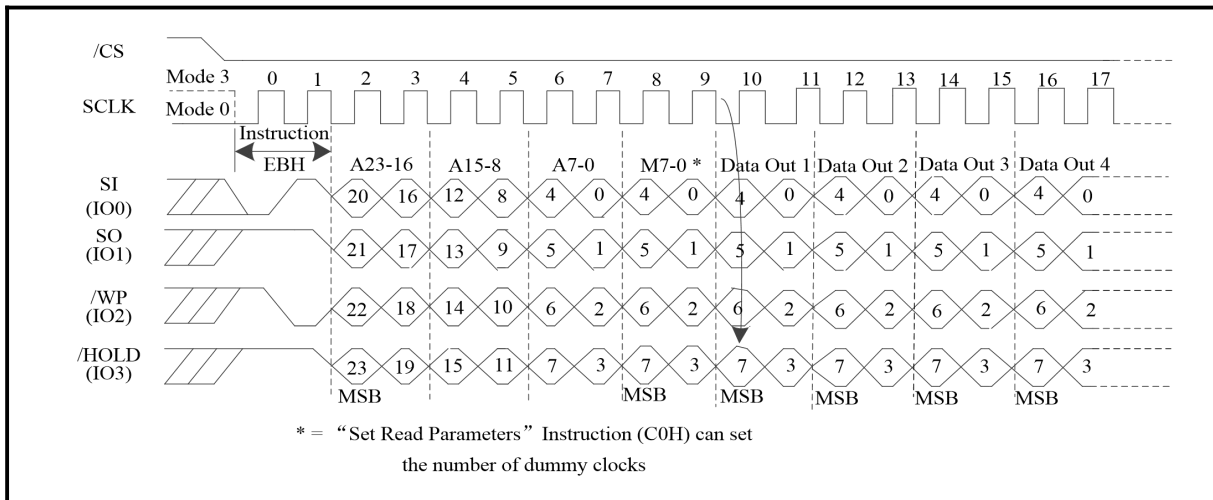 /CS
Mode 3 0 1 2 3 4 5 6 7 8 9 10 11 12 13 14 15 16 17
SCLK Mode 0
Instruction
EBH A23-16 A15-8 A7-0 M7-0 * Data Out 1 Data Out 2 Data Out 3 Data Out 4
SI
(IO0) 20 16 12 8 4 0 4 0 4 0 4 0 4 0 4 0
SO
(IO1) 21 17 13 9 5 1 5 1 5 1 5 1 5 1 5 1
/WP
(IO2) 22 18 14 10 6 2 6 2 6 2 6 2 6 2 6 2
/HOLD
(IO3) 23 19 15 11 7 3 7 3 7 3 7 3 7 3 7 3
MSB MSB MSB MSB MSB MSB
* = “Set Read Parameters” Instruction (C0H) can set
the number of dummy clocks